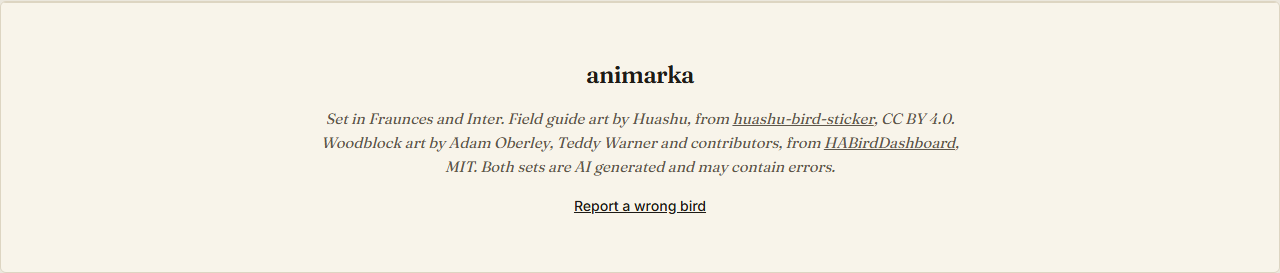 animarka
Set in Fraunces and Inter. Field guide art by Huashu, from huashu-bird-sticker, CC BY 4.0.
Woodblock art by Adam Oberley, Teddy Warner and contributors, from HABirdDashboard,
MIT. Both sets are AI generated and may contain errors.
Report a wrong bird